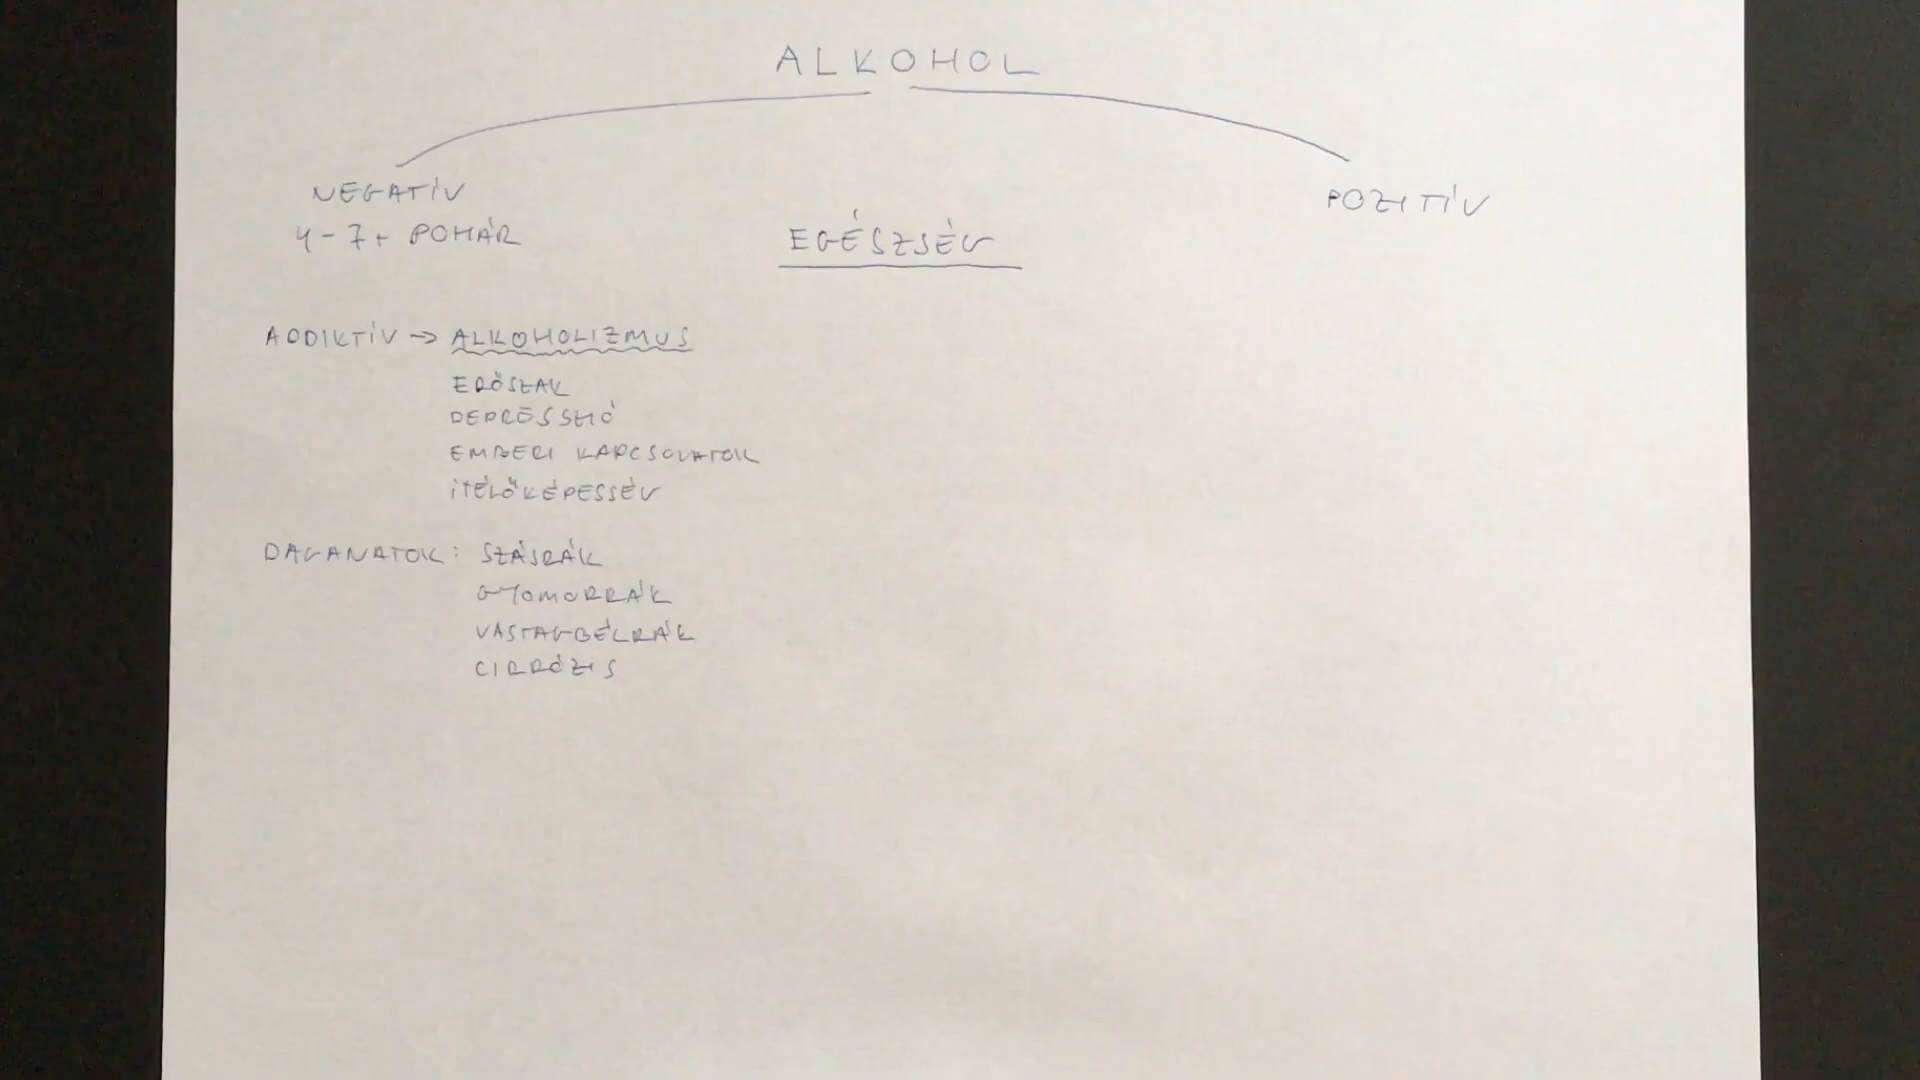 ALKOHOL
NEGATÍV
POZITÍV
4-7+ POHÁR
EGÉSZSÉG
ADDIKTÍV → ALKOHOLIZMUS
ERŐSZAK
DEPRESSZIÓ
EMBERI KAPCSOLATOK
ÍTÉLŐKÉPESSÉG
DAGANATOK: SZÁJRÁK
GYOMORRÁK
VASTAGBÉLRÁK
CIRRÓZIS